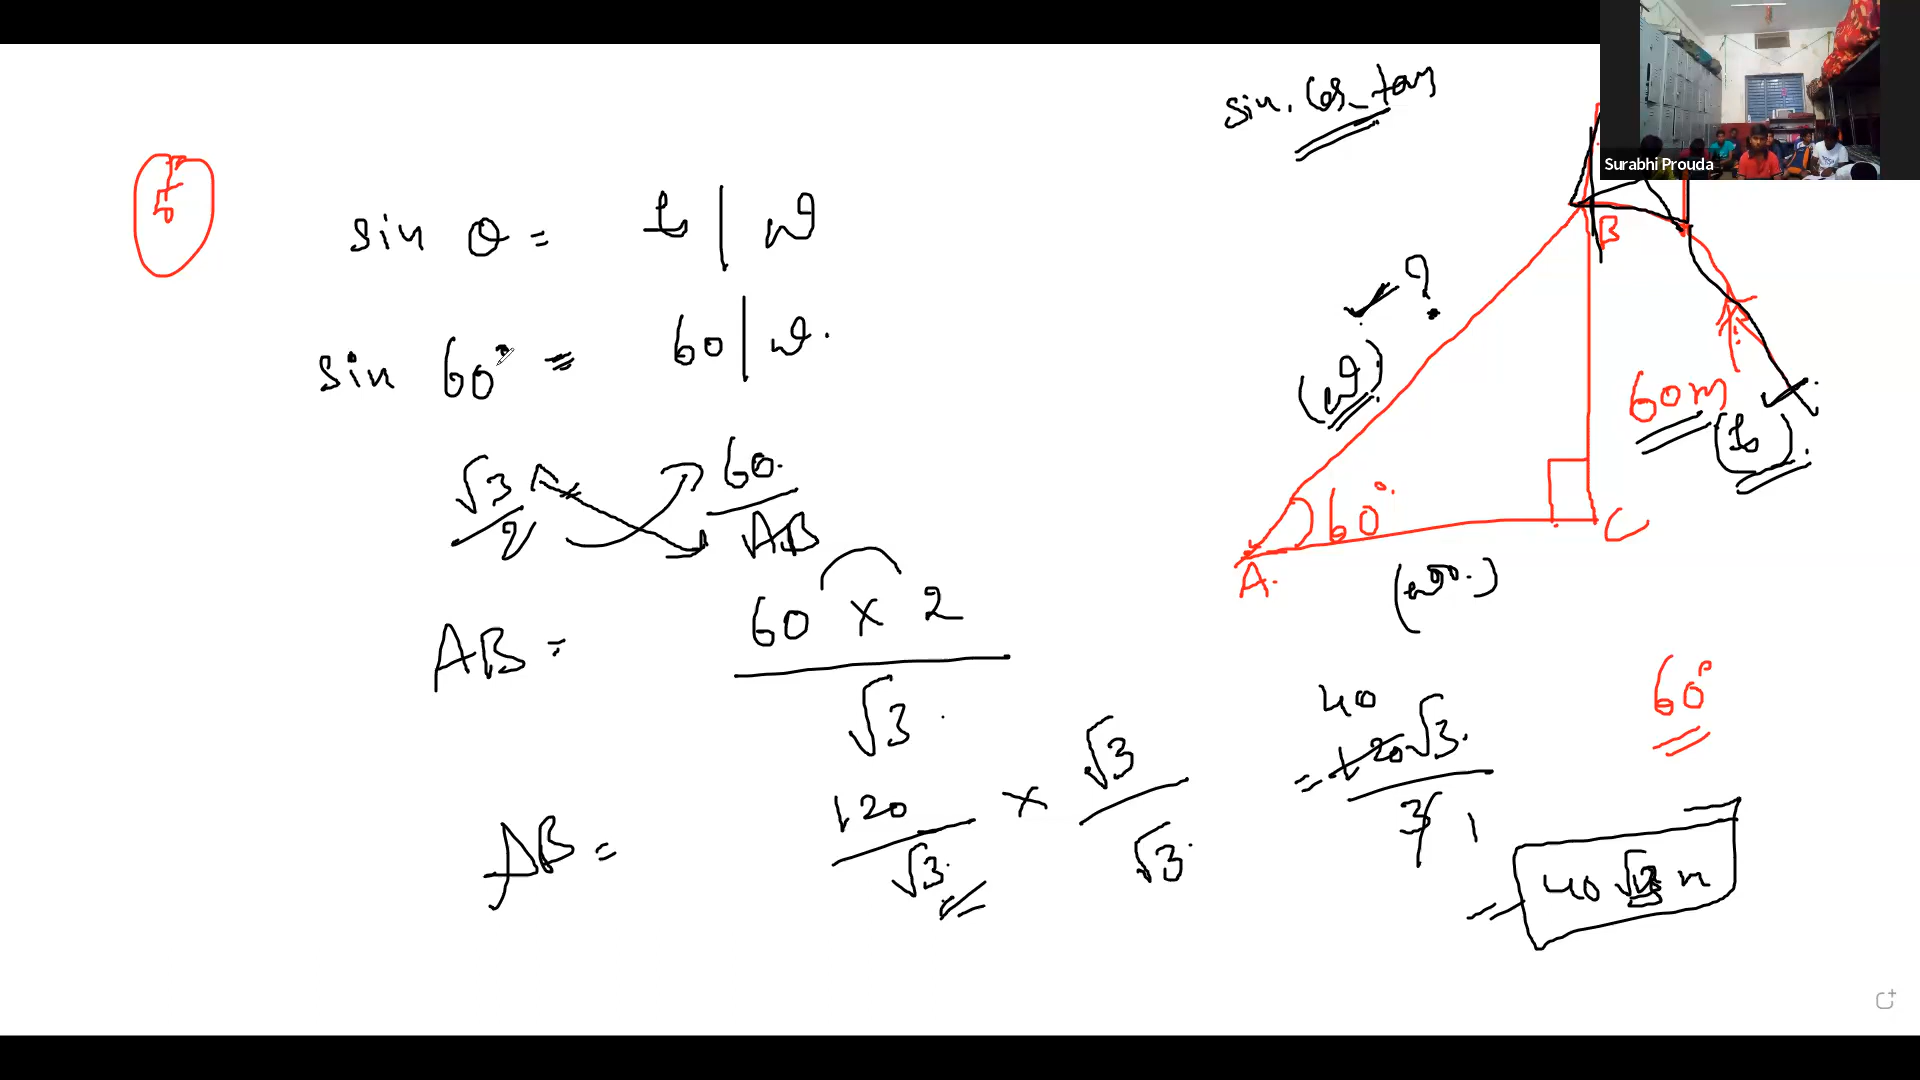 5
sin θ =
sin 60° = 60
√3/2 60/AB
AB = 60 × 2 / √3
AB = 120/√3 × √3/√3 = 120√3/3 1
40
= 40√3 m
sin. Cos - tan
Surabhi Prouda
B
?
60m
60°
A.
C
60°